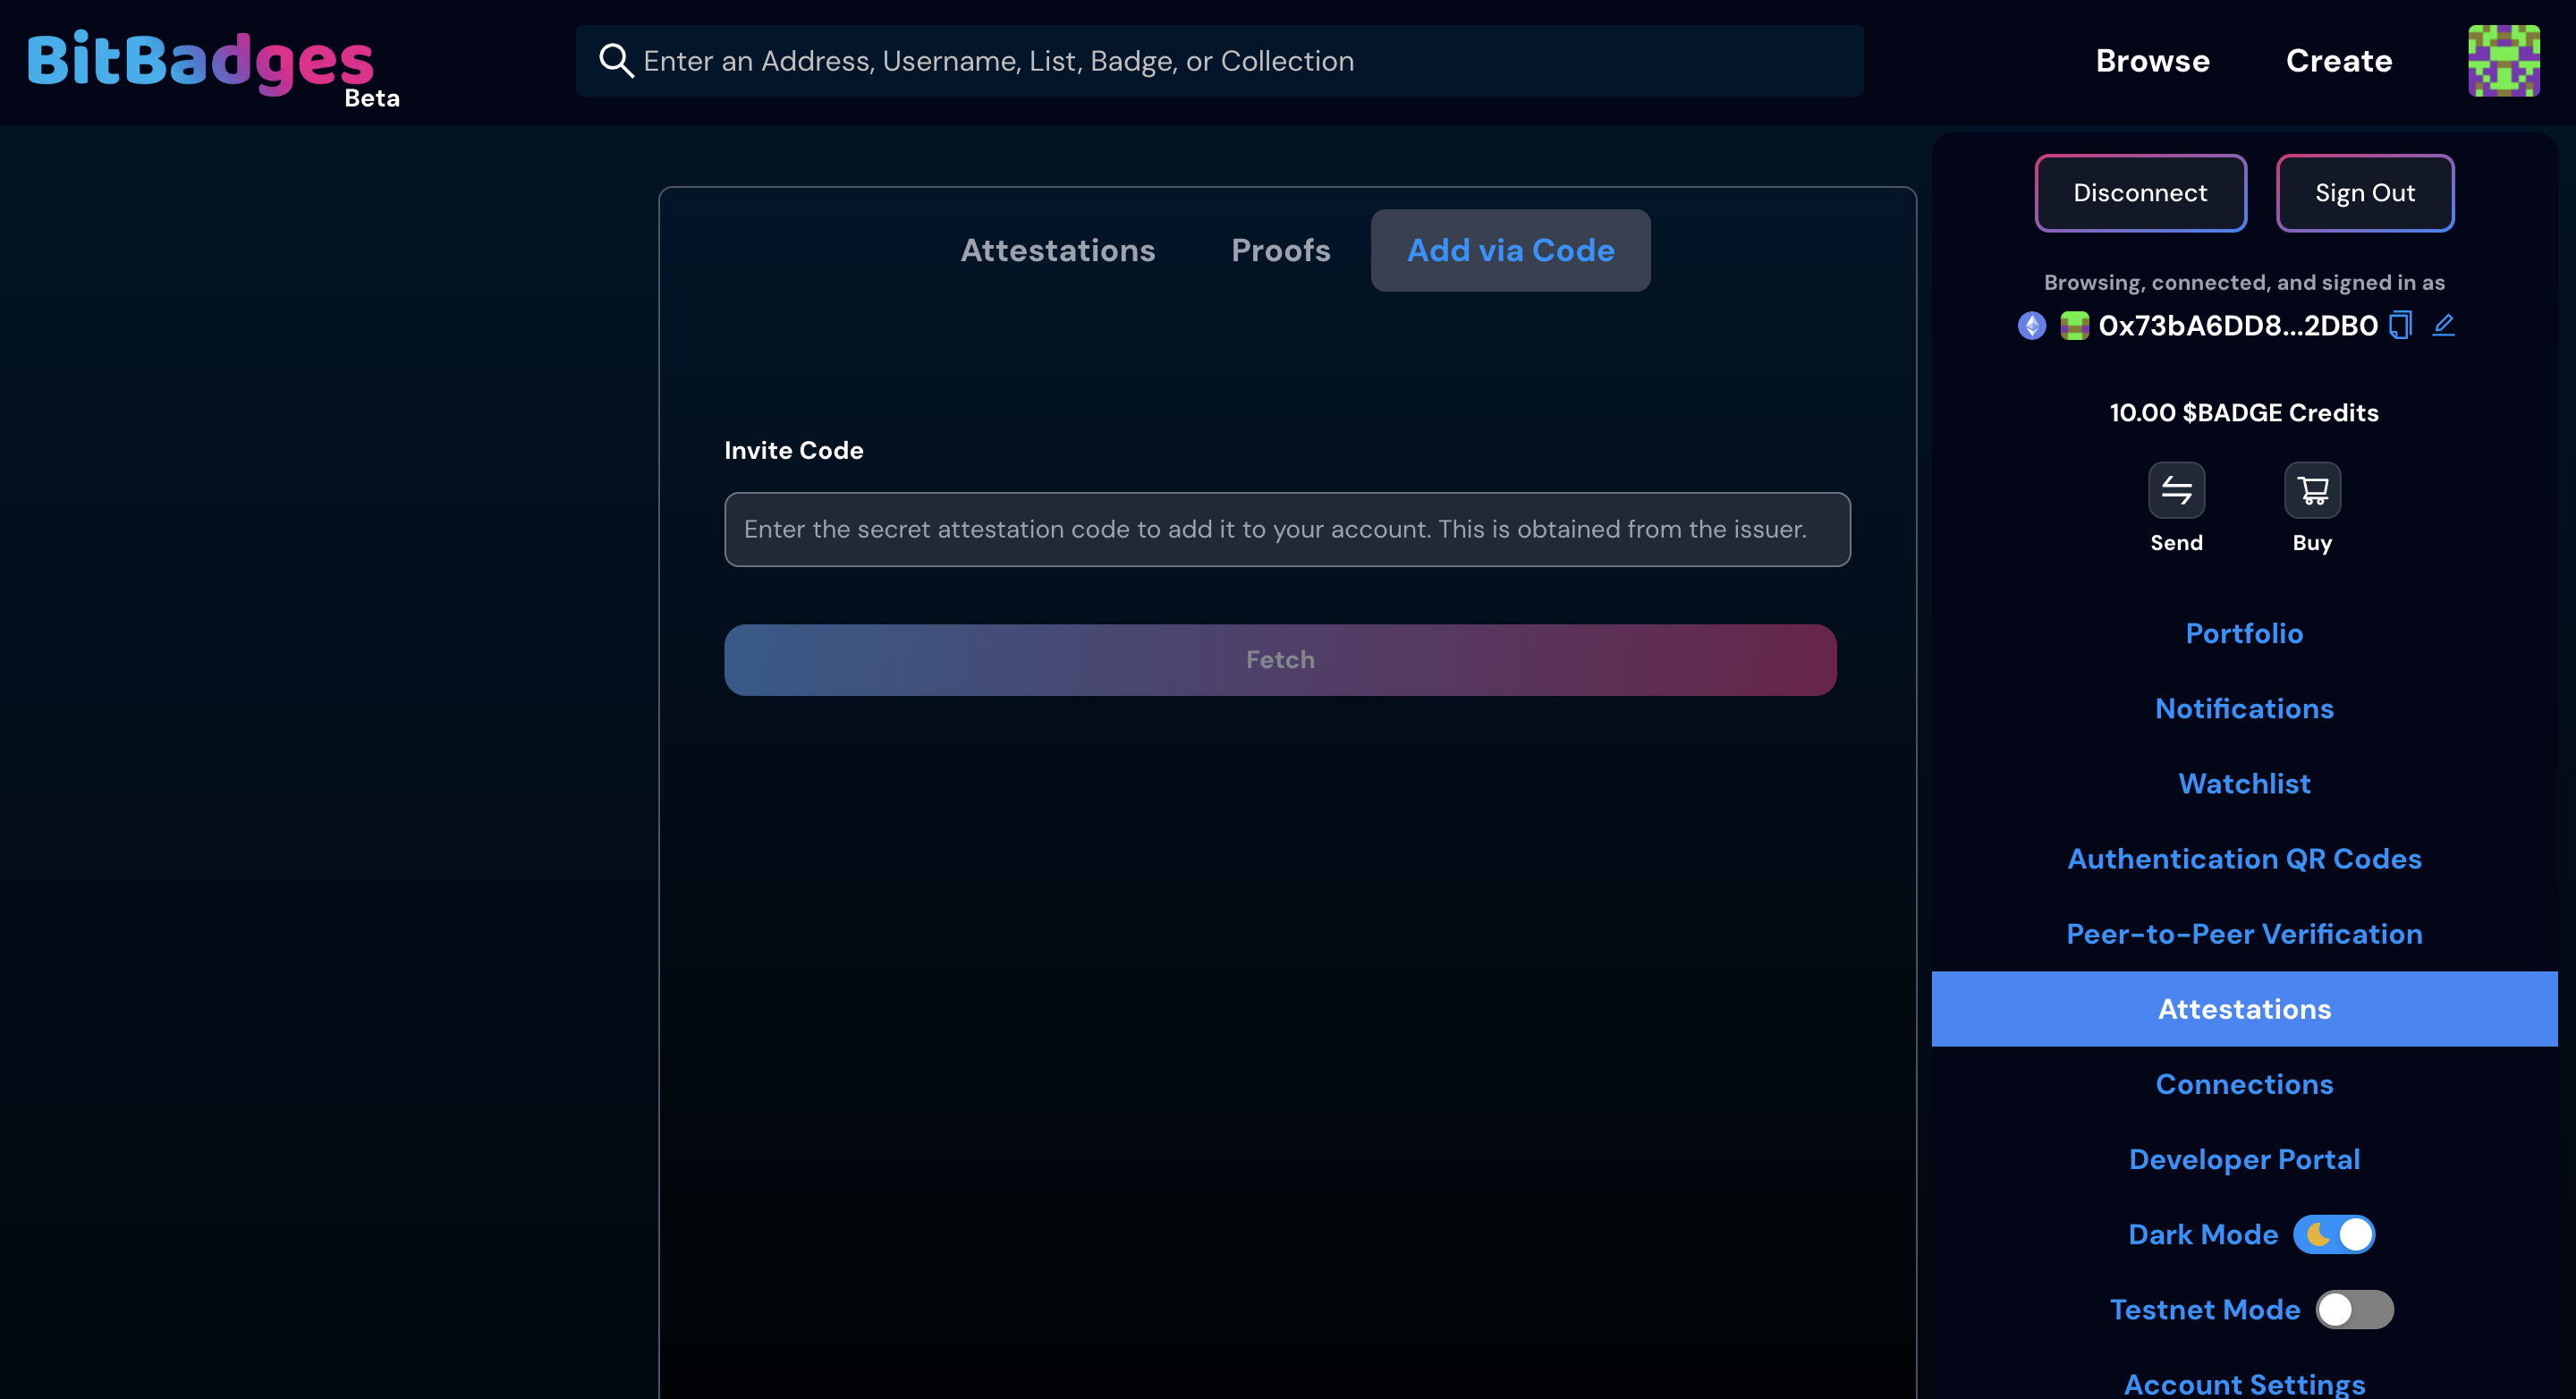 BitBadges
Beta
Enter an Address, Username, List, Badge, or Collection
Browse
Create
Attestations
Proofs
Add via Code
Invite Code
Enter the secret attestation code to add it to your account. This is obtained from the issuer.
Fetch
Disconnect
Sign Out
Browsing, connected, and signed in as
0x73bA6DD8...2DB0
10.00 $BADGE Credits
Send
Buy
Portfolio
Notifications
Watchlist
Authentication QR Codes
Peer-to-Peer Verification
Attestations
Connections
Developer Portal
Dark Mode
Testnet Mode
Account Settings